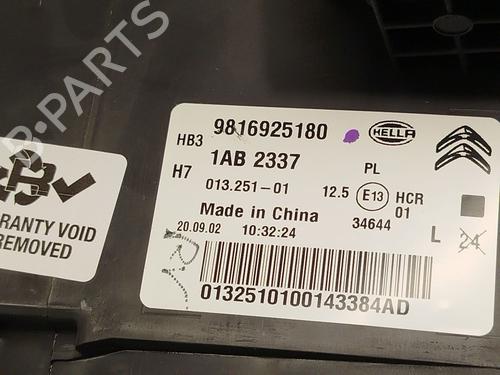 9816925180
HELLA
HB3
1AB 2337
PL
H7
013.251-01
12.5
E13
HCR
01
Made in China
34644
20.09.02
10:32:24
L
24
0132510100143384AD
B-PARTS
B
VOID
REMOVED